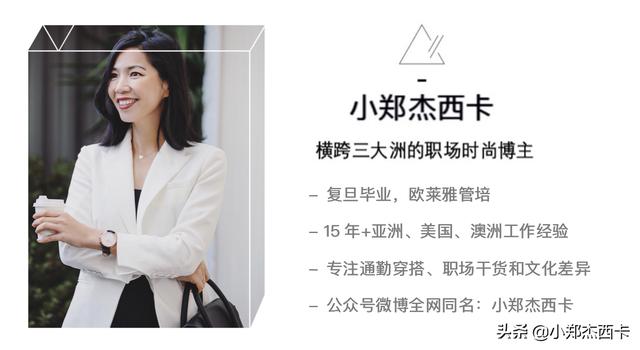 小郑杰西卡
横跨三大洲的职场时尚博主
– 复旦毕业，欧莱雅管培
– 15 年+亚洲、美国、澳洲工作经验
– 专注通勤穿搭、职场干货和文化差异
– 公众号微博全网同名：小郑杰西卡
头条 @小郑杰西卡